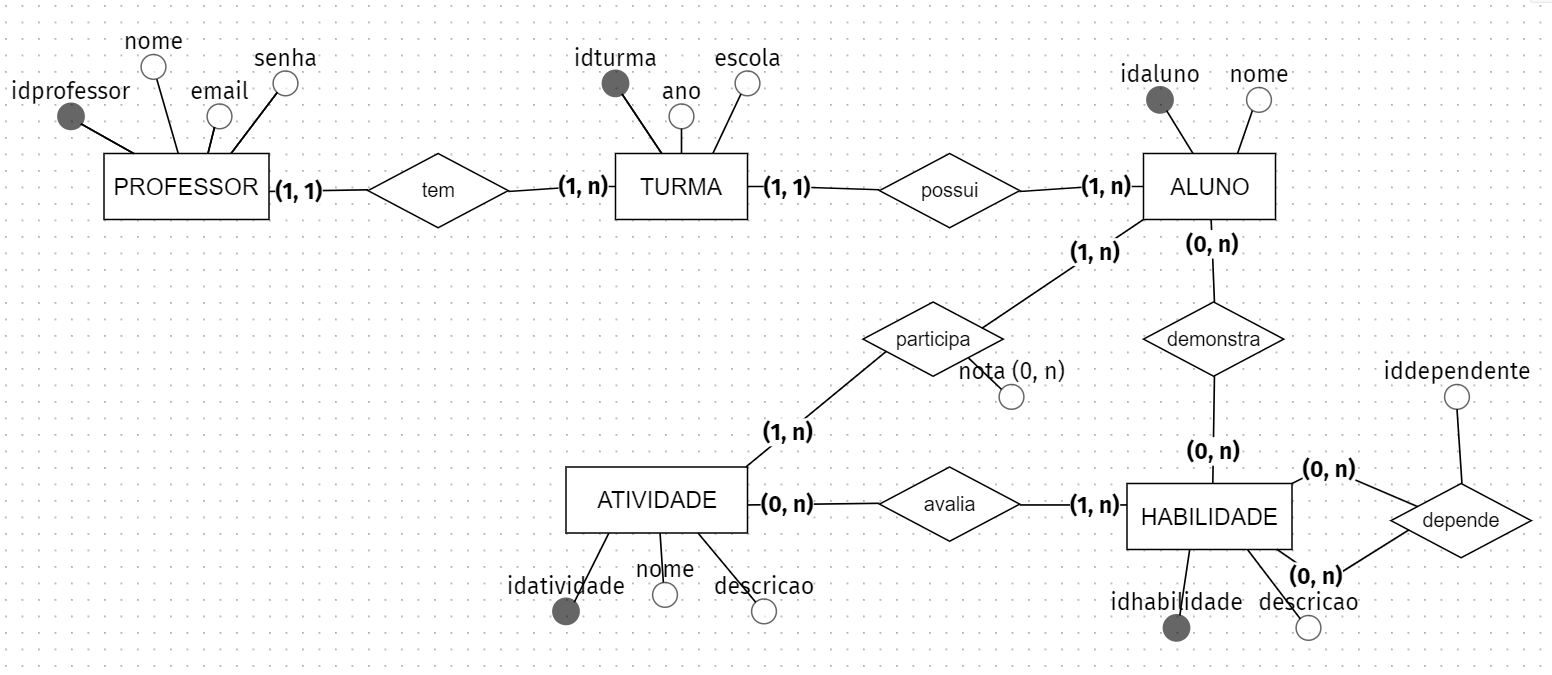 nome
senha
idprofessor
email
idturma
escola
ano
idaluno
nome
PROFESSOR
(1, 1)
tem
(1, n)
TURMA
(1, 1)
possui
(1, n)
ALUNO
(1, n)
(0, n)
participa
demonstra
nota (0, n)
iddependente
(1, n)
(0, n)
(0, n)
ATIVIDADE
(0, n)
avalia
(1, n)
HABILIDADE
depende
(0, n)
idatividade
nome
descricao
idhabilidade
descricao